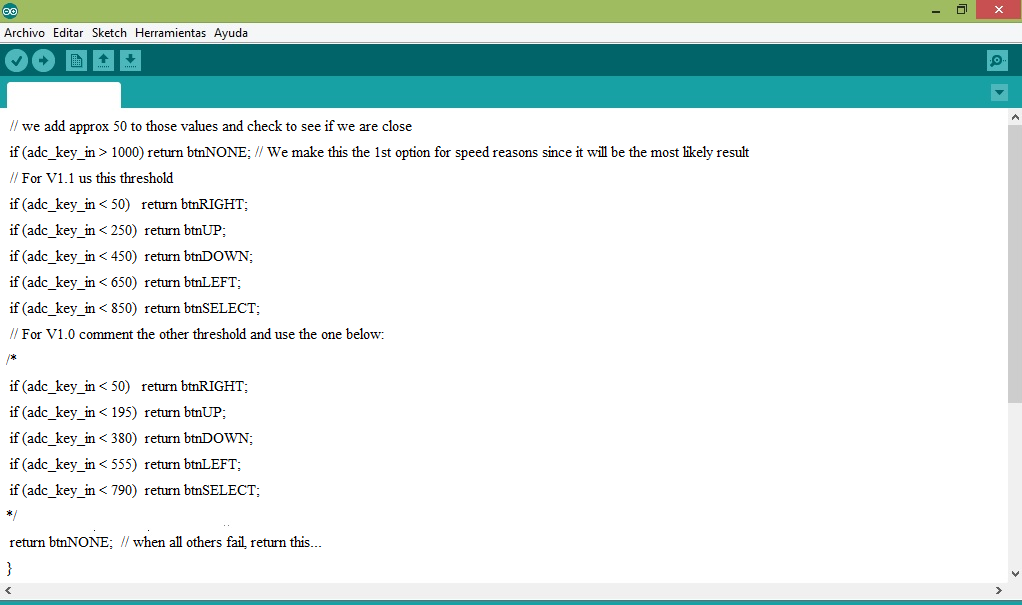 Archivo Editar Sketch Herramientas Ayuda
// we add approx 50 to those values and check to see if we are close
if (adc_key_in > 1000) return btnNONE; // We make this the 1st option for speed reasons since it will be the most likely result
// For V1.1 us this threshold
if (adc_key_in < 50)   return btnRIGHT;
if (adc_key_in < 250)  return btnUP;
if (adc_key_in < 450)  return btnDOWN;
if (adc_key_in < 650)  return btnLEFT;
if (adc_key_in < 850)  return btnSELECT;
// For V1.0 comment the other threshold and use the one below:
/*
if (adc_key_in < 50)   return btnRIGHT;
if (adc_key_in < 195)  return btnUP;
if (adc_key_in < 380)  return btnDOWN;
if (adc_key_in < 555)  return btnLEFT;
if (adc_key_in < 790)  return btnSELECT;
*/
return btnNONE;  // when all others fail, return this...
}